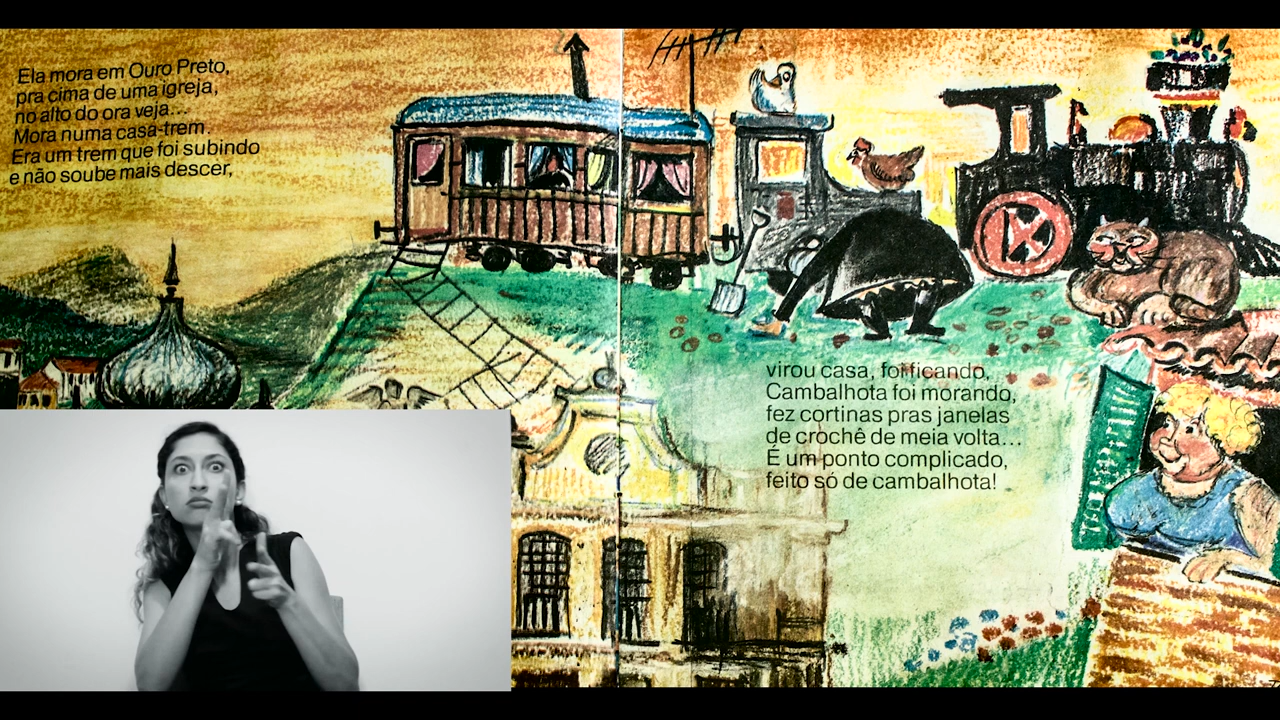 Ela mora em Ouro Preto,
pra cima de uma igreja,
no alto do ora veja...
Mora numa casa-trem.
Era um trem que foi subindo
e não soube mais descer,
virou casa, foi ficando,
Cambalhota foi morando,
fez cortinas pras janelas
de crochê de meia volta...
É um ponto complicado,
feito só de cambalhota!